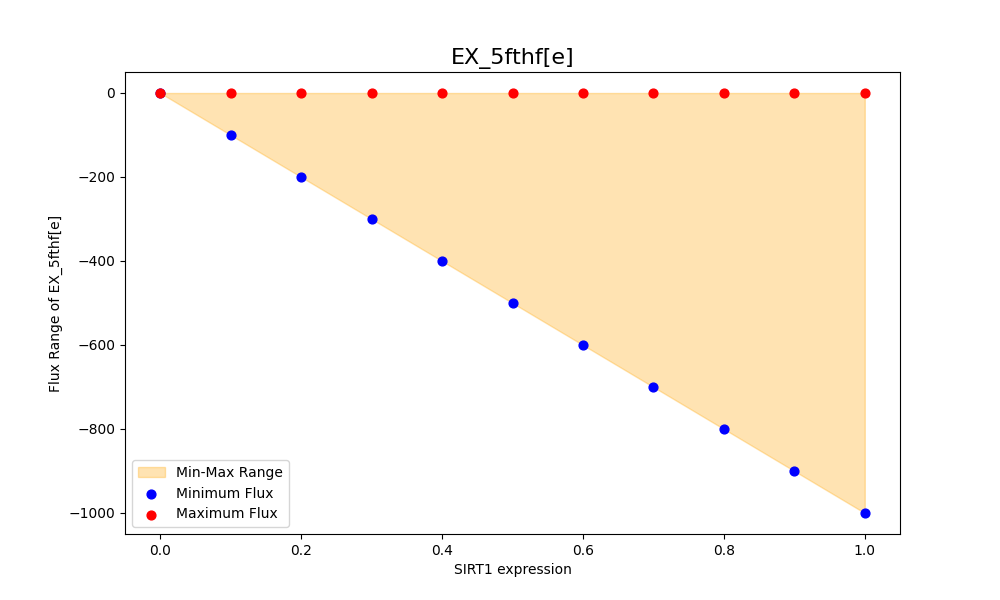 EX_5fthf[e]
Flux Range of EX_5fthf[e]
0
−200
−400
−600
−800
−1000
Min-Max Range
Minimum Flux
Maximum Flux
0.0 0.2 0.4 0.6 0.8 1.0
SIRT1 expression